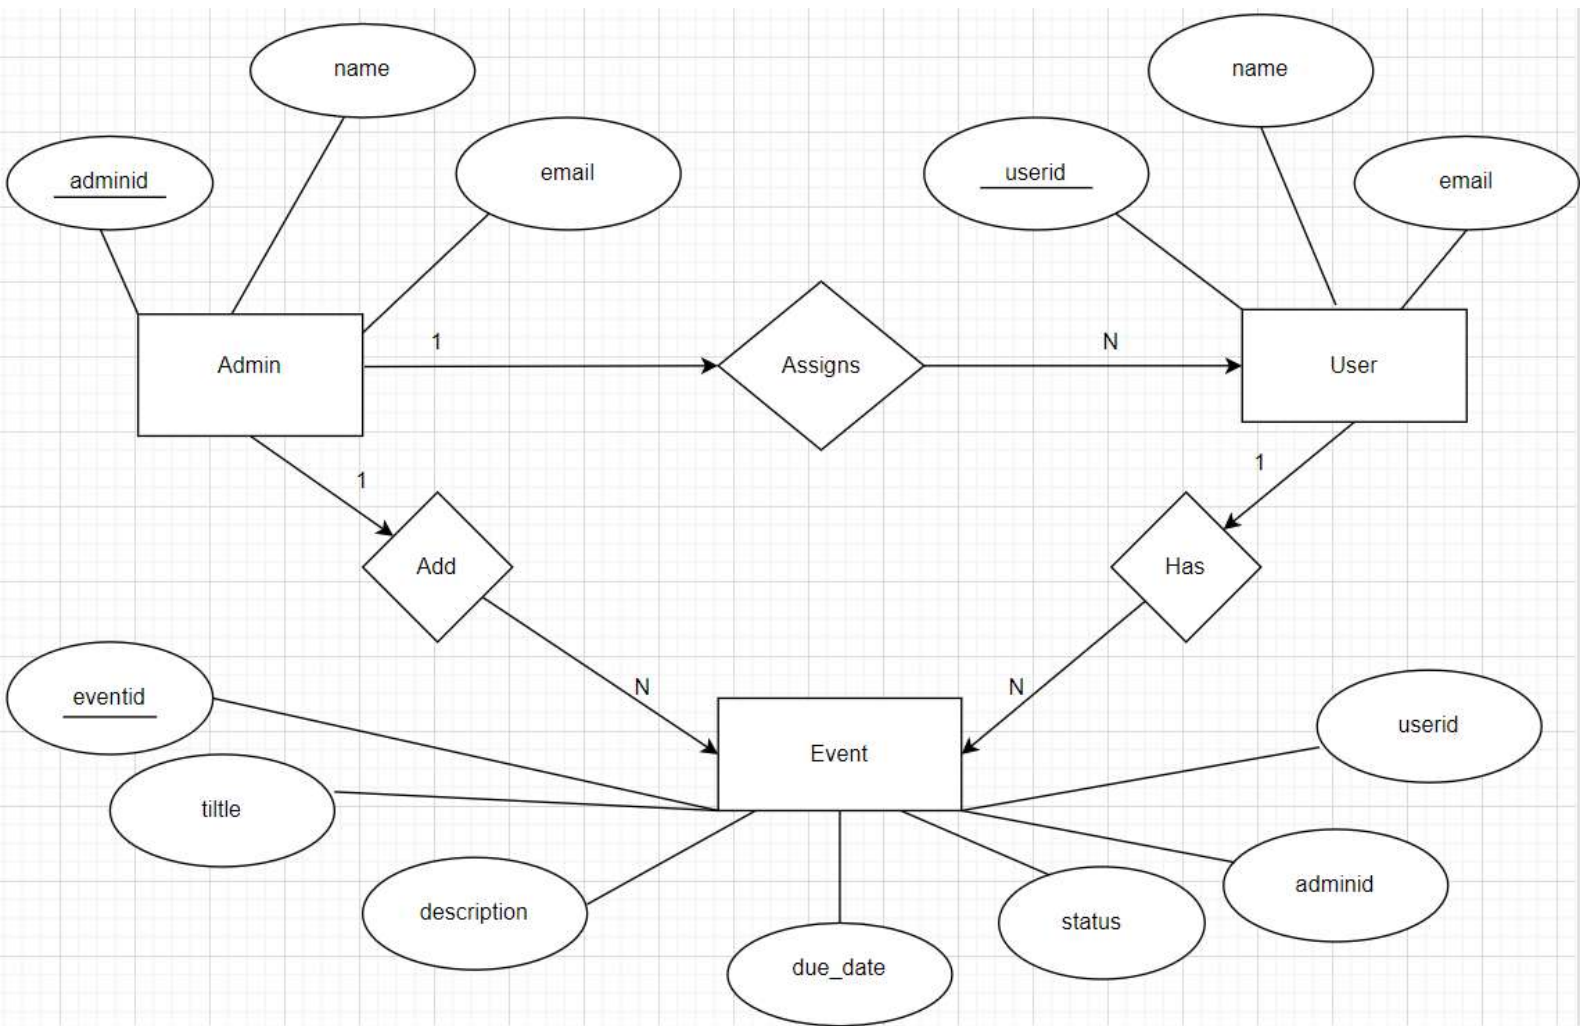 name
name
adminid
email
userid
email
1
N
Admin
Assigns
User
1
1
Add
Has
N
N
eventid
Event
userid
tiltle
adminid
description
status
due_date